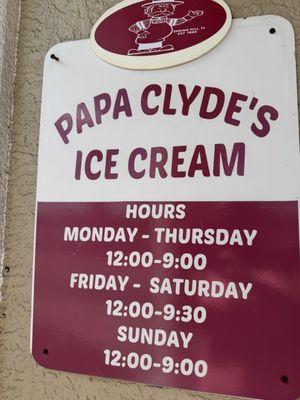 PAPA CLYDE'S
ICE CREAM
HOURS
MONDAY - THURSDAY
12:00-9:00
FRIDAY - SATURDAY
12:00-9:30
SUNDAY
12:00-9:00